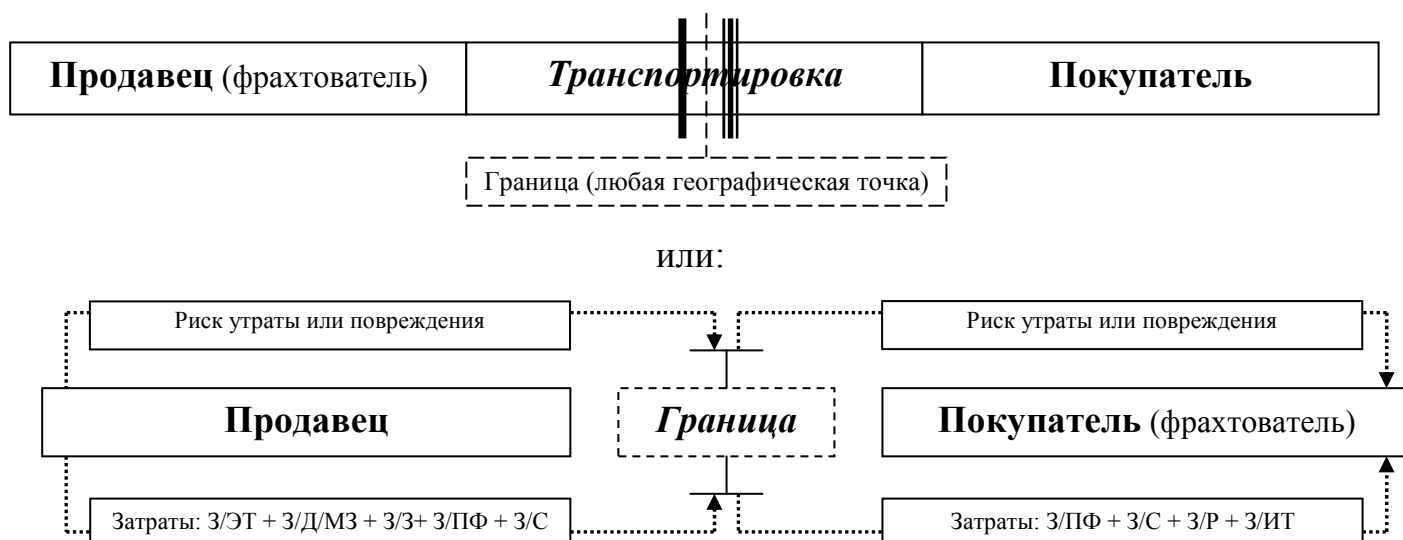 Продавец (фрахтователь) Транспортировка Покупатель
Граница (любая географическая точка)
или:
Риск утраты или повреждения Риск утраты или повреждения
Продавец Граница Покупатель (фрахтователь)
Затраты: З/ЭТ + З/Д/МЗ + З/З+ З/ПФ + З/С Затраты: З/ПФ + З/С + З/Р + З/ИТ